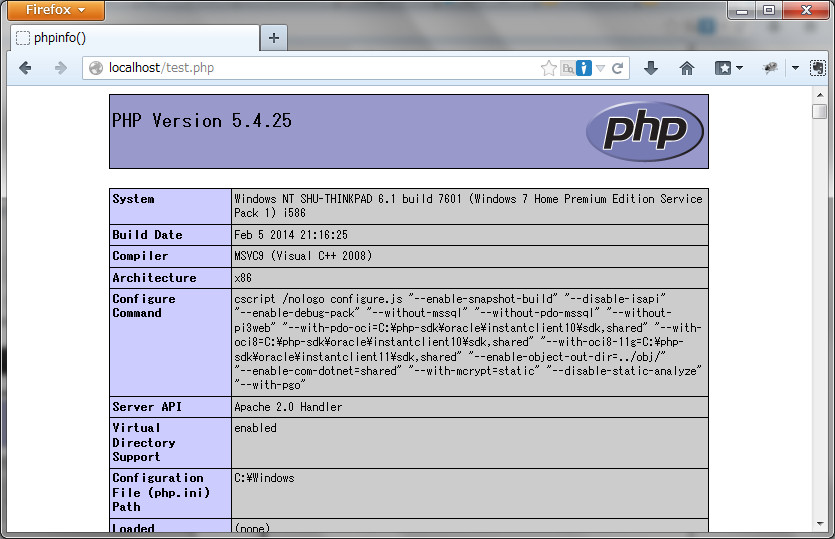 Firefox
phpinfo()
localhost/test.php
PHP Version 5.4.25
php
System
Windows NT SHU-THINKPAD 6.1 build 7601 (Windows 7 Home Premium Edition Service
Pack 1) i586
Build Date
Feb 5 2014 21:16:25
Compiler
MSVC9 (Visual C++ 2008)
Architecture
x86
Configure
Command
cscript /nologo configure.js "--enable-snapshot-build" "--disable-isapi"
"--enable-debug-pack" "--without-mssql" "--without-pdo-mssql" "--without-
pi3web" "--with-pdo-oci=C:¥php-sdk¥oracle¥instantclient10¥sdk,shared" "--with-
oci8=C:¥php-sdk¥oracle¥instantclient10¥sdk,shared" "--with-oci8-11g=C:¥php-
sdk¥oracle¥instantclient11¥sdk,shared" "--enable-object-out-dir=../obj/"
"--enable-com-dotnet=shared" "--with-mcrypt=static" "--disable-static-analyze"
"--with-pgo"
Server API
Apache 2.0 Handler
Virtual
Directory
Support
enabled
Configuration
File (php.ini)
Path
C:¥Windows
Loaded
(none)